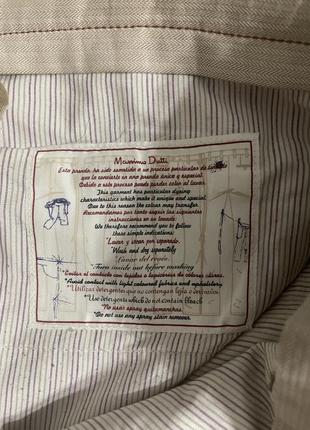 Massimo Dutti
Esta prenda, ha sido sometida a un proceso particular de
que la convierte en una prenda única y especial.
Debido a este proceso puede perder color al lavar.
This garment has particular dyeing
characteristics which make it unique and special.
Due to this reason the colour may transfer.
Recomendamos por tanto seguir las siguientes
instrucciones en su lavado:
We therefore recommend you to follow
these simple indications:
*Lavar y secar por separado.
Wash and dry separately
*Lavar del revés.
*Turn inside out before washing
*Evitar el contacto con tejidos o tapicerías de colores claros.
*Avoid contact with light coloured fabrics and upholstery
*Utilizar detergentes que no contengan lejía o derivados
*Use detergents which do not contain bleach
*No usar spray quitamanchas.
*Do not use any spray stain remover.